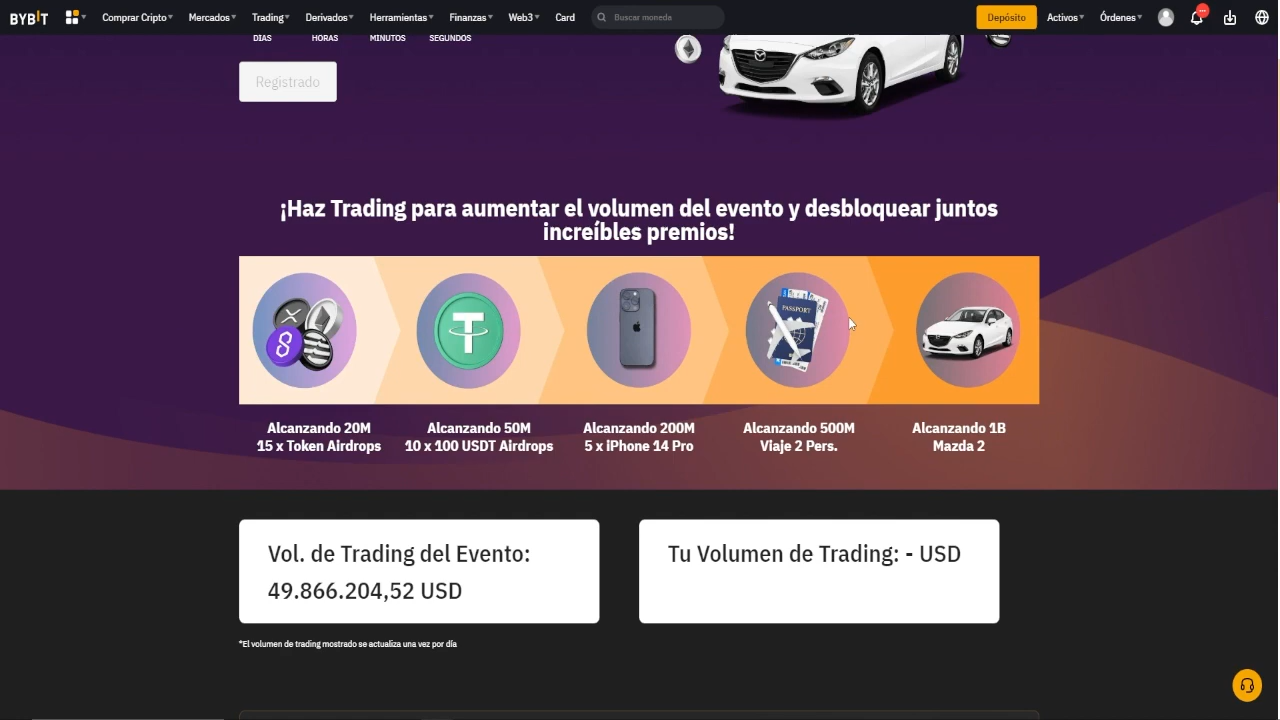 BYBIT Comprar Cripto Mercados Trading Derivados Herramientas Finanzas Web3 Card Buscar moneda Depósito Activos Órdenes
DÍAS HORAS MINUTOS SEGUNDOS
Registrado
¡Haz Trading para aumentar el volumen del evento y desbloquear juntos
increíbles premios!
PASSPORT
Alcanzando 20M Alcanzando 50M Alcanzando 200M Alcanzando 500M Alcanzando 1B
15 x Token Airdrops 10 x 100 USDT Airdrops 5 x iPhone 14 Pro Viaje 2 Pers. Mazda 2
Vol. de Trading del Evento: Tu Volumen de Trading: - USD
49.866.204,52 USD
*El volumen de trading mostrado se actualiza una vez por día